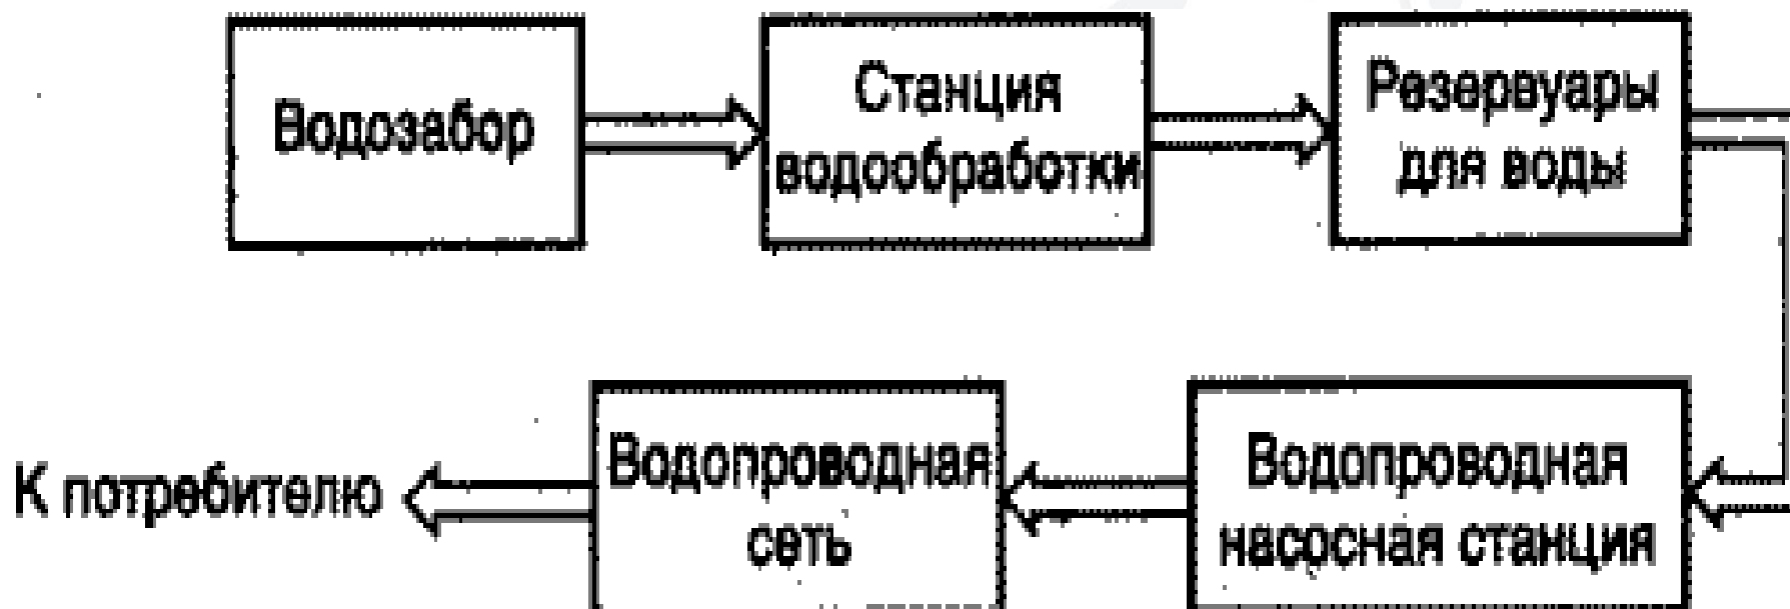 Водозабор
Станция
водообработки
Резервуары
для воды
Водопроводная
насосная станция
Водопроводная
сеть
К потребителю